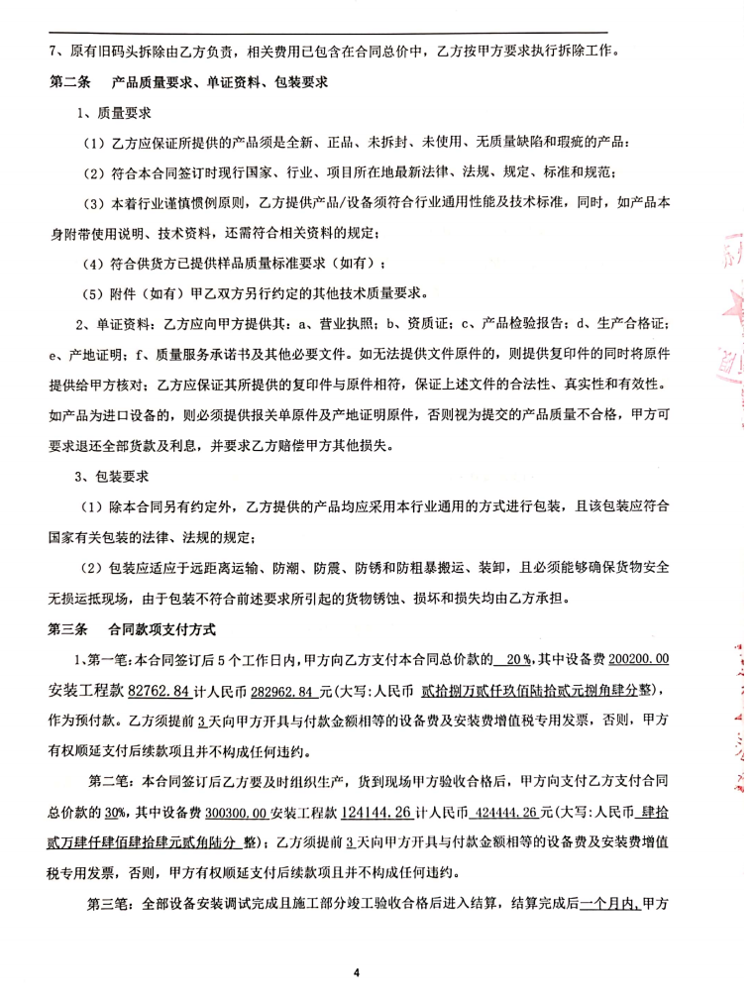 7、原有旧码头拆除由乙方负责，相关费用已包含在合同总价中，乙方按甲方要求执行拆除工作。
第二条 产品质量要求、单证资料、包装要求
1、质量要求
（1）乙方应保证所提供的产品须是全新、正品、未拆封、未使用、无质量缺陷和瑕疵的产品：
（2）符合本合同签订时现行国家、行业、项目所在地最新法律、法规、规定、标准和规范；
（3）本着行业谨慎惯例原则，乙方提供产品/设备须符合行业通用性能及技术标准，同时，如产品本
身附带使用说明、技术资料，还需符合相关资料的规定；
（4）符合供货方已提供样品质量标准要求（如有）；
（5）附件（如有）甲乙双方另行约定的其他技术质量要求。
2、单证资料：乙方应向甲方提供其：a、营业执照；b、资质证；c、产品检验报告；d、生产合格证；
e、产地证明；f、质量服务承诺书及其他必要文件。如无法提供文件原件的，则提供复印件的同时将原件
提供给甲方核对；乙方应保证其所提供的复印件与原件相符，保证上述文件的合法性、真实性和有效性。
如产品为进口设备的，则必须提供报关单原件及产地证明原件，否则视为提交的产品质量不合格，甲方可
要求退还全部货款及利息，并要求乙方赔偿甲方其他损失。
3、包装要求
（1）除本合同另有约定外，乙方提供的产品均应采用本行业通用的方式进行包装，且该包装应符合
国家有关包装的法律、法规的规定；
（2）包装应适应于远距离运输、防潮、防震、防锈和防粗暴搬运、装卸，且必须能够确保货物安全
无损运抵现场，由于包装不符合前述要求所引起的货物锈蚀、损坏和损失均由乙方承担。
第三条 合同款项支付方式
1、第一笔：本合同签订后 5 个工作日内，甲方向乙方支付本合同总价款的 20%，其中设备费 200200.00
安装工程款 82762.84 计人民币 282962.84 元(大写:人民币 贰拾捌万贰仟玖佰陆拾贰元捌角肆分整)，
作为预付款。乙方须提前 3 天向甲方开具与付款金额相等的设备费及安装费增值税专用发票，否则，甲方
有权顺延支付后续款项且并不构成任何违约。
第二笔：本合同签订后乙方要及时组织生产，货到现场甲方验收合格后，甲方向支付乙方支付合同
总价款的 30%，其中设备费 300300.00 安装工程款 124144.26 计人民币 424444.26 元(大写:人民币 肆拾
贰万肆仟肆佰肆拾肆元贰角陆分 整)；乙方须提前 3 天向甲方开具与付款金额相等的设备费及安装费增值
税专用发票，否则，甲方有权顺延支付后续款项且并不构成任何违约。
第三笔：全部设备安装调试完成且施工部分竣工验收合格后进入结算，结算完成后一个月内，甲方
4